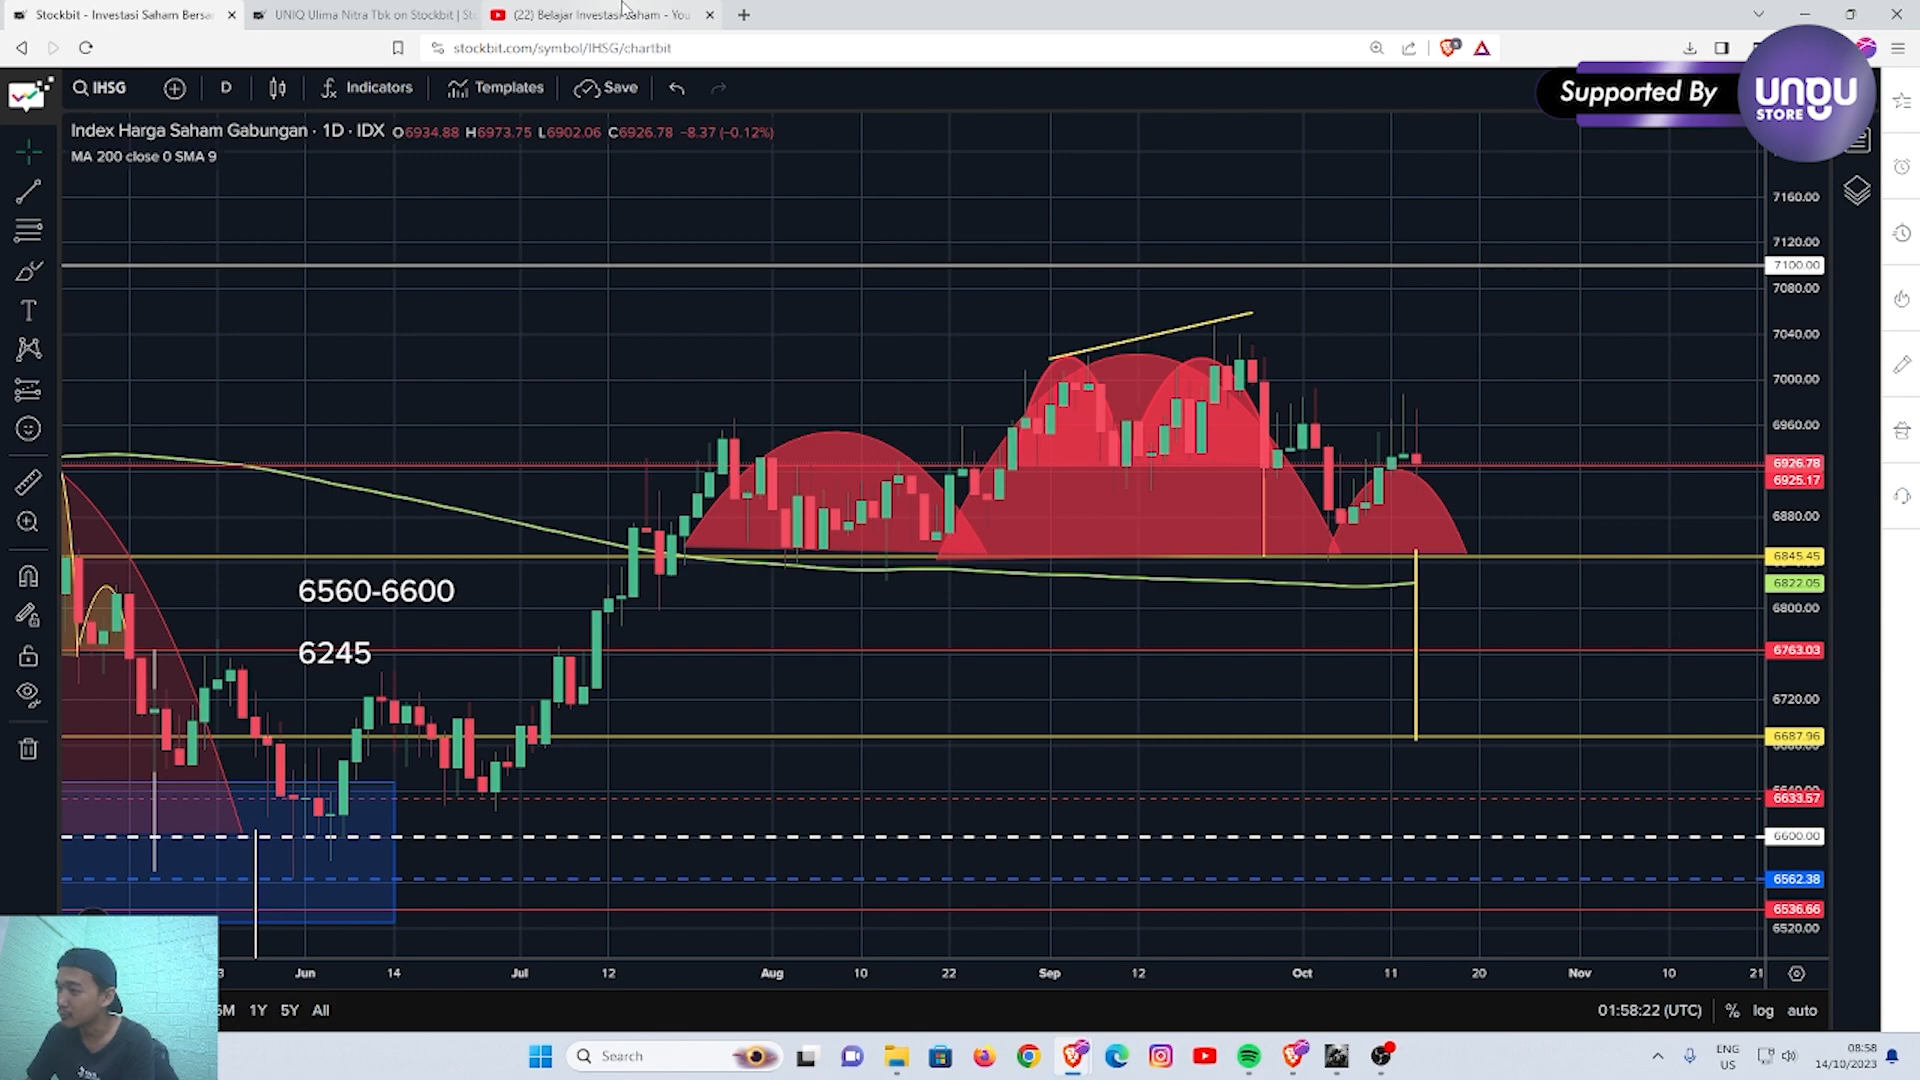 Stockbit - Investasi Saham Bersar
UNIQ Ulima Nitra Tbk on Stockbit | Sto
(22) Belajar Investasi Saham - You
stockbit.com/symbol/IHSG/chartbit
Supported By
UNGU
STORE
IHSG
D
Indicators
Templates
Save
Index Harga Saham Gabungan · 1D · IDX O6934.88 H6973.75 L6902.06 C6926.78 −8.37 (−0.12%)
MA 200 close 0 SMA 9
7160.00
7120.00
7100.00
7080.00
7040.00
7000.00
6960.00
6926.78
6925.17
6880.00
6845.45
6822.05
6800.00
6763.03
6720.00
6687.96
6633.57
6600.00
6562.38
6536.66
6520.00
6560-6600
6245
3 Jun 14 Jul 12 Aug 10 22 Sep 12 Oct 11 20 Nov 10 21
1Y 5Y All
01:58:22 (UTC) % log auto
Search
ENG
US
08:58
14/10/2023